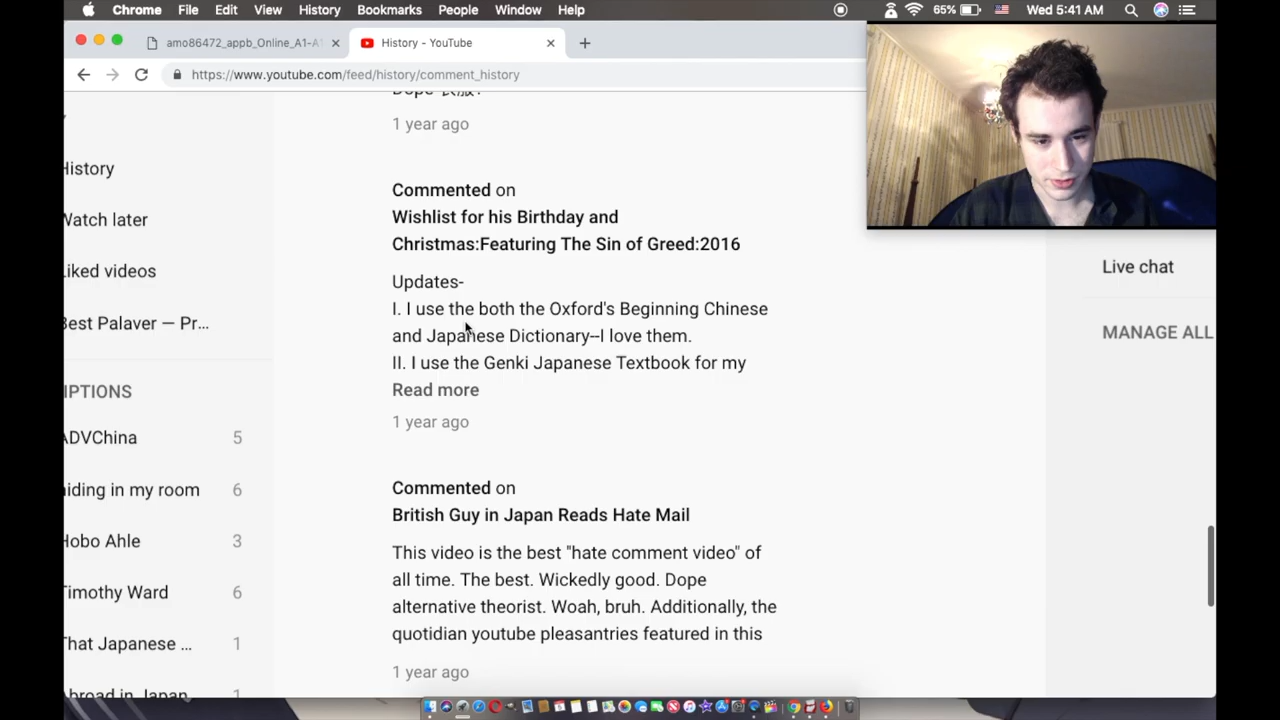 Chrome File Edit View History Bookmarks People Window Help 65% Wed 5:41 AM
amo86472_appb_Online_A1-A
History - YouTube
https://www.youtube.com/feed/history/comment_history
1 year ago
History
Watch later
Liked videos
Best Palaver — Pr...
IPTIONS
ADVChina 5
hiding in my room 6
Hobo Ahle 3
Timothy Ward 6
That Japanese ... 1
Abroad in Japan 1
Commented on
Wishlist for his Birthday and
Christmas:Featuring The Sin of Greed:2016
Updates-
I. I use the both the Oxford's Beginning Chinese
and Japanese Dictionary--I love them.
II. I use the Genki Japanese Textbook for my
Read more
1 year ago
Commented on
British Guy in Japan Reads Hate Mail
This video is the best "hate comment video" of
all time. The best. Wickedly good. Dope
alternative theorist. Woah, bruh. Additionally, the
quotidian youtube pleasantries featured in this
1 year ago
Live chat
MANAGE ALL